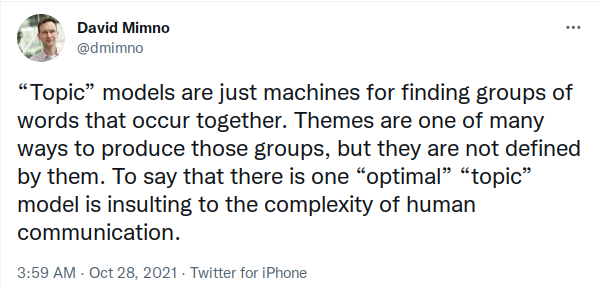 David Mimno
@dmimno
“Topic” models are just machines for finding groups of
words that occur together. Themes are one of many
ways to produce those groups, but they are not defined
by them. To say that there is one “optimal” “topic”
model is insulting to the complexity of human
communication.
3:59 AM · Oct 28, 2021 · Twitter for iPhone